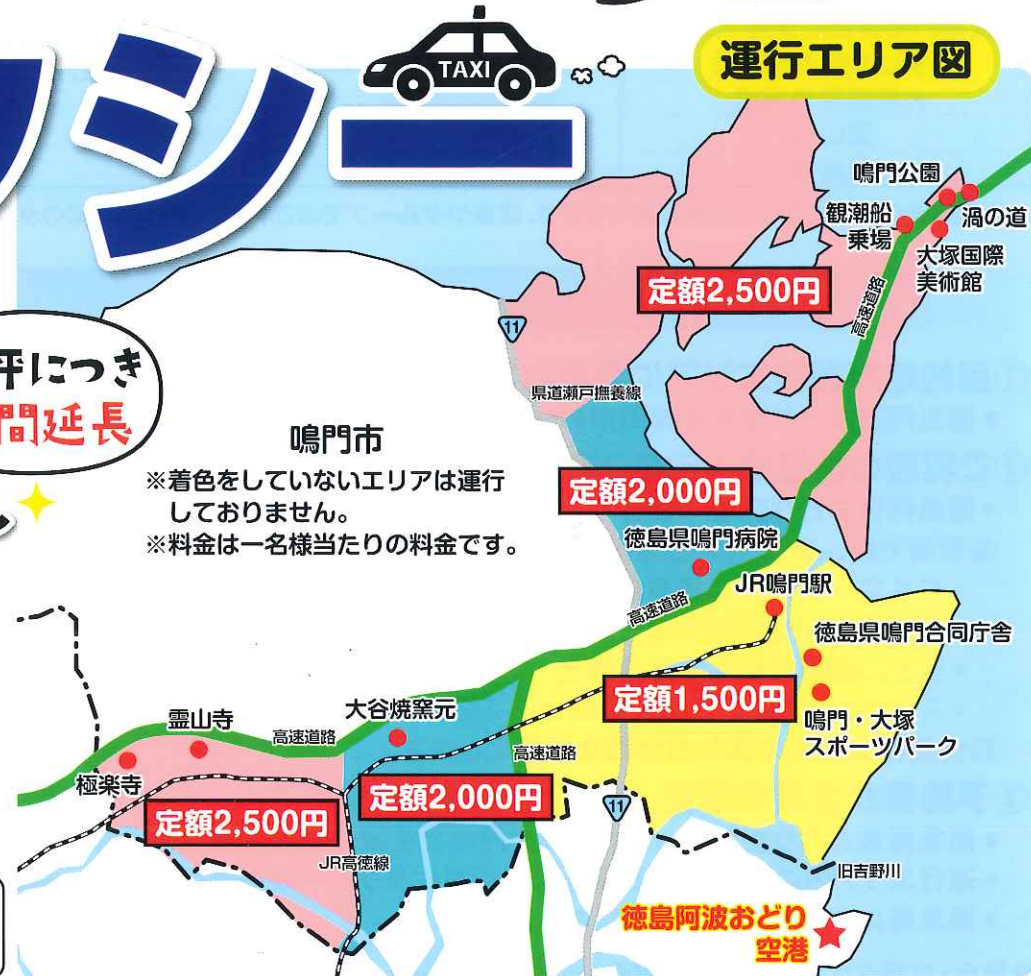 クシー
TAXI
運行エリア図
鳴門公園
渦の道
観潮船
乗場
大塚国際
美術館
定額2,500円
高速道路
11
県道瀬戸撫養線
につき
間延長
鳴門市
※着色をしていないエリアは運行
しておりません。
※料金は一名様当たりの料金です。
定額2,000円
徳島県鳴門病院
JR鳴門駅
高速道路
徳島県鳴門合同庁舎
定額1,500円
鳴門・大塚
スポーツパーク
大谷焼窯元
霊山寺
高速道路
高速道路
極楽寺
定額2,000円
定額2,500円
11
JR高徳線
旧吉野川
徳島阿波おどり
空港